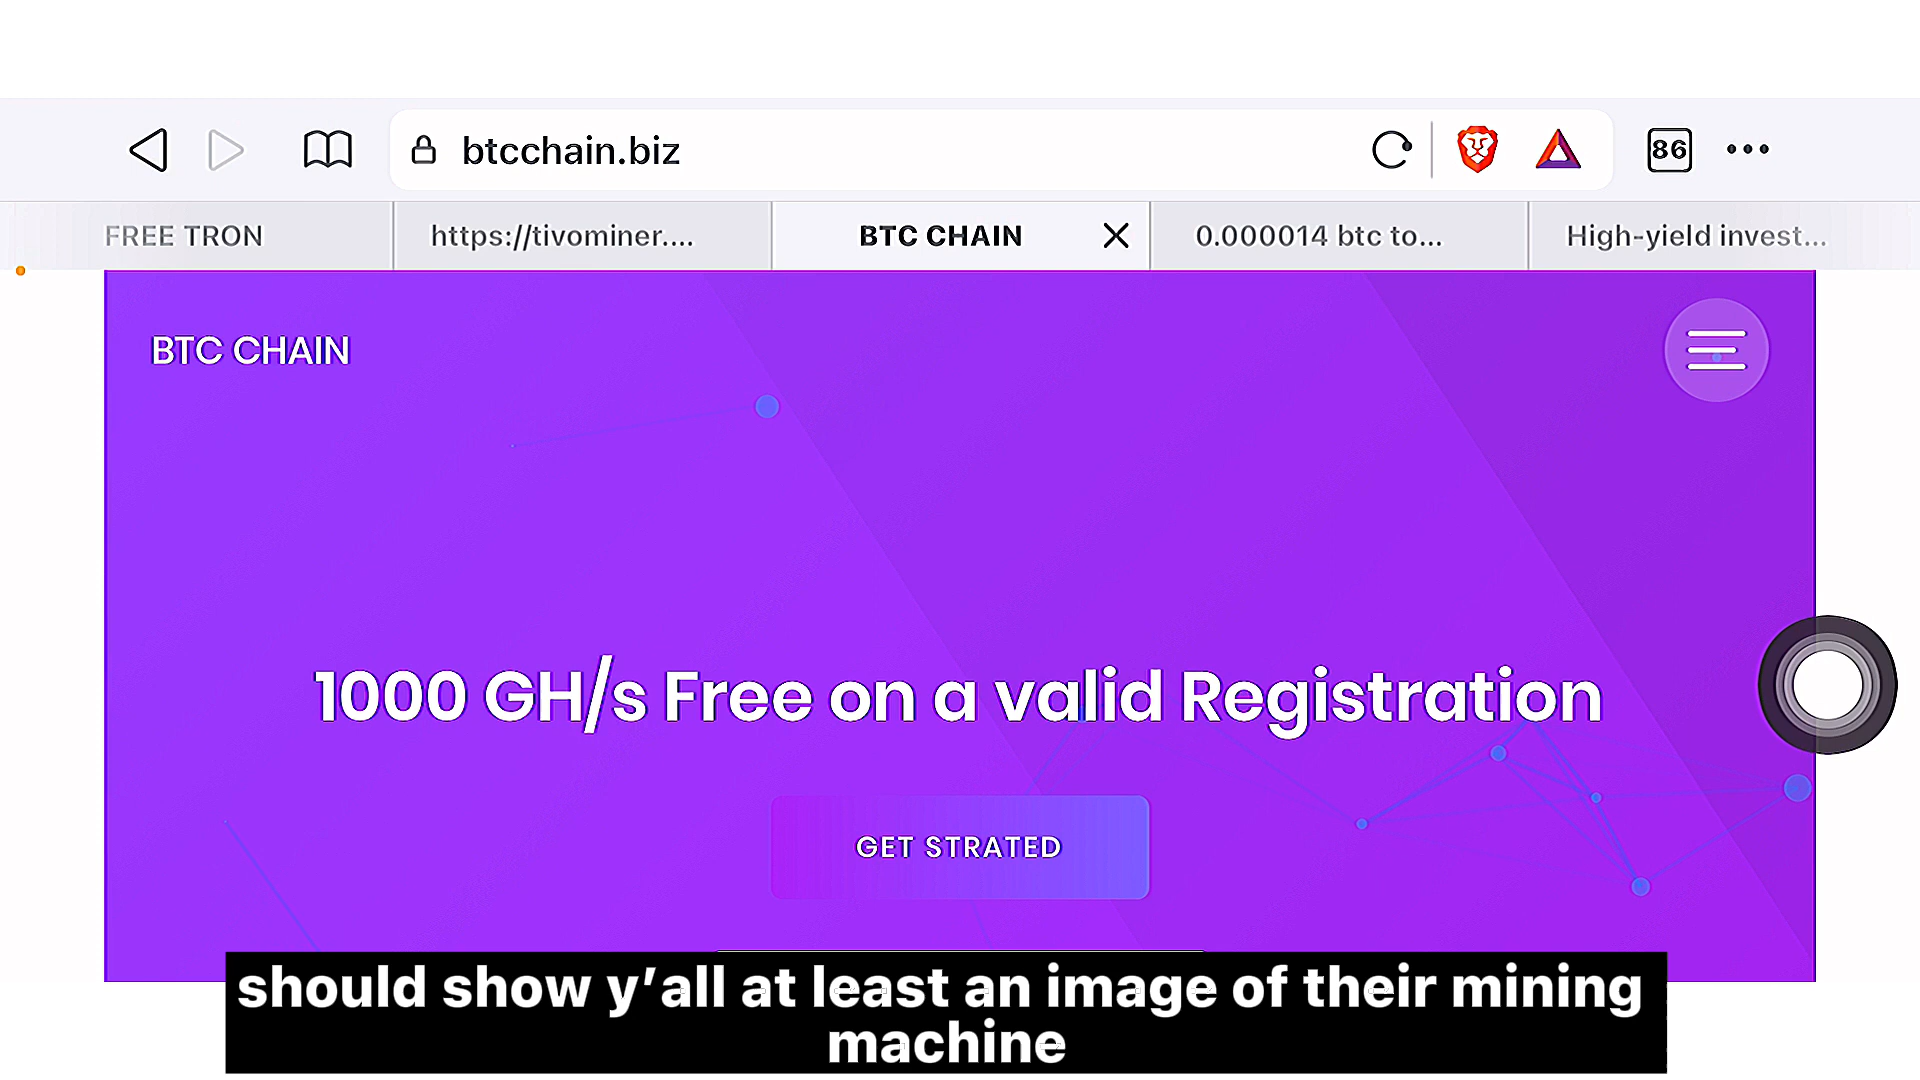 btcchain.biz
86
FREE TRON
https://tivominer....
BTC CHAIN
0.000014 btc to...
High-yield invest...
BTC CHAIN
1000 GH/s Free on a valid Registration
GET STRATED
should show y’all at least an image of their mining
machine